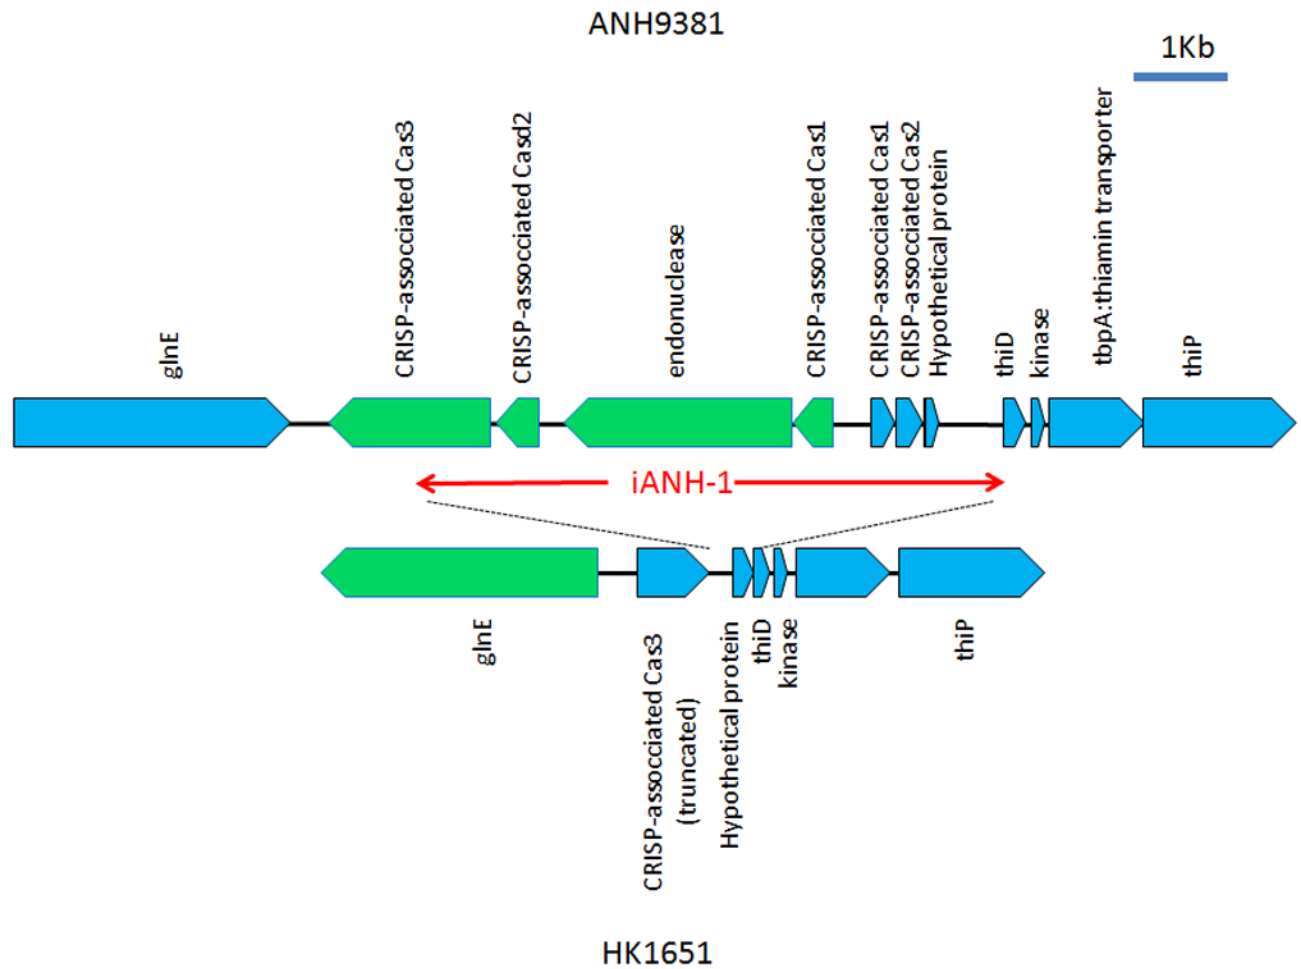 ANH9381
1Kb
glnE
CRISP-assocciated Cas3
CRISP-assocciated Casd2
endonuclease
CRISP-assocciated Cas1
CRISP-assocciated Cas1
CRISP-assocciated Cas2
Hypothetical protein
thiD
kinase
tbpA:thiamin transporter
thiP
iANH-1
glnE
CRISP-associated Cas3
(truncated)
Hypothetical protein
thiD
kinase
thiP
HK1651